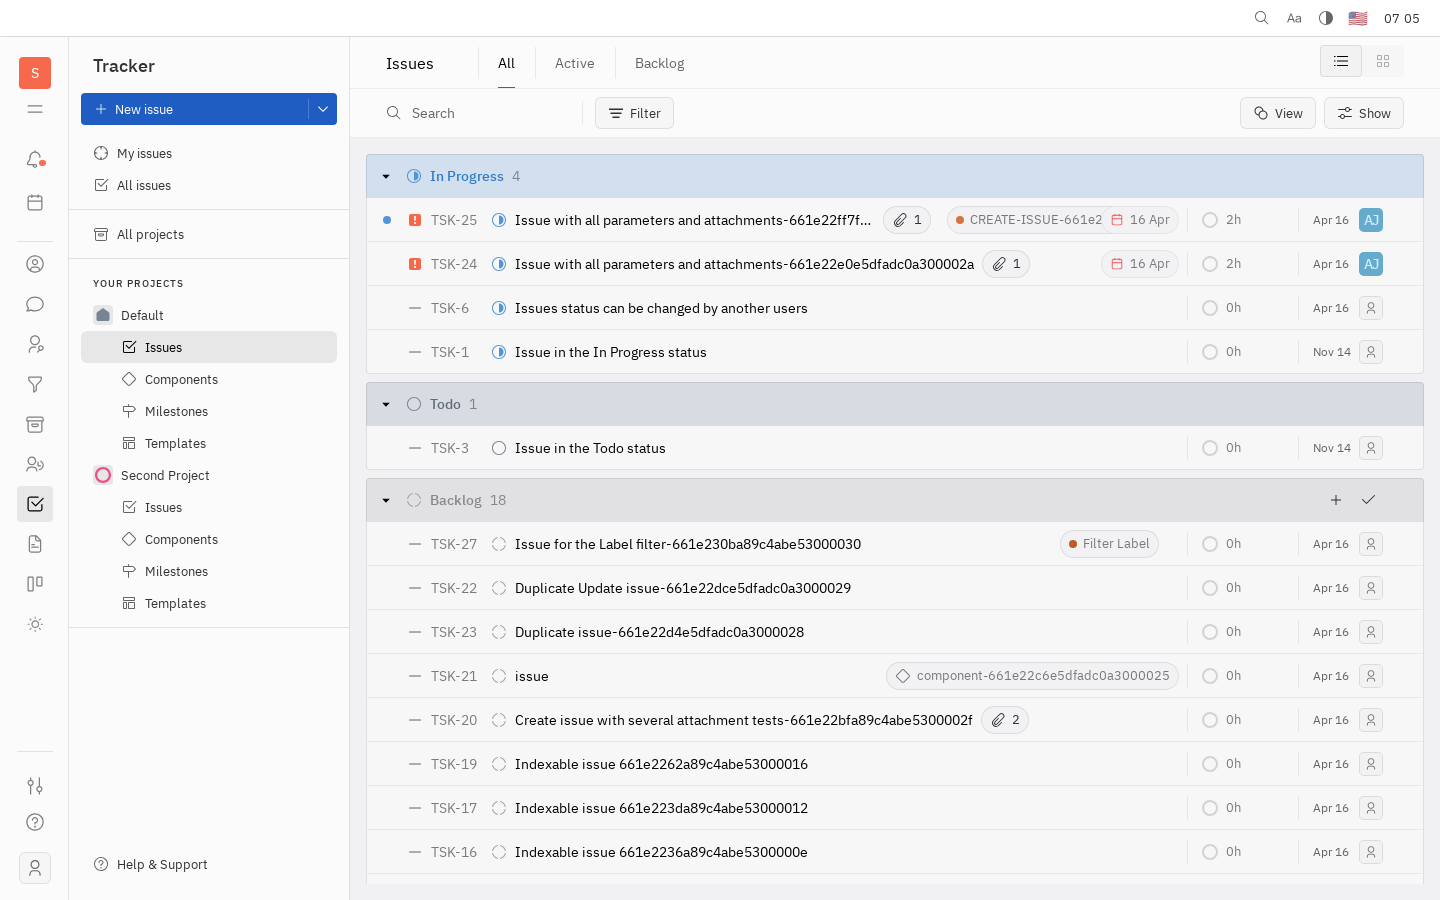 Aa 07 05
S
Tracker
New issue
My issues
All issues
All projects
YOUR PROJECTS
Default
Issues
Components
Milestones
Templates
Second Project
Issues
Components
Milestones
Templates
Help & Support
Issues All Active Backlog
Search Filter View Show
In Progress 4
TSK-25 Issue with all parameters and attachments-661e22ff7f... 1 CREATE-ISSUE-661e2 16 Apr 2h Apr 16 AJ
TSK-24 Issue with all parameters and attachments-661e22e0e5dfadc0a300002a 1 16 Apr 2h Apr 16 AJ
TSK-6 Issues status can be changed by another users 0h Apr 16
TSK-1 Issue in the In Progress status 0h Nov 14
Todo 1
TSK-3 Issue in the Todo status 0h Nov 14
Backlog 18
TSK-27 Issue for the Label filter-661e230ba89c4abe53000030 Filter Label 0h Apr 16
TSK-22 Duplicate Update issue-661e22dce5dfadc0a3000029 0h Apr 16
TSK-23 Duplicate issue-661e22d4e5dfadc0a3000028 0h Apr 16
TSK-21 issue component-661e22c6e5dfadc0a3000025 0h Apr 16
TSK-20 Create issue with several attachment tests-661e22bfa89c4abe5300002f 2 0h Apr 16
TSK-19 Indexable issue 661e2262a89c4abe53000016 0h Apr 16
TSK-17 Indexable issue 661e223da89c4abe53000012 0h Apr 16
TSK-16 Indexable issue 661e2236a89c4abe5300000e 0h Apr 16